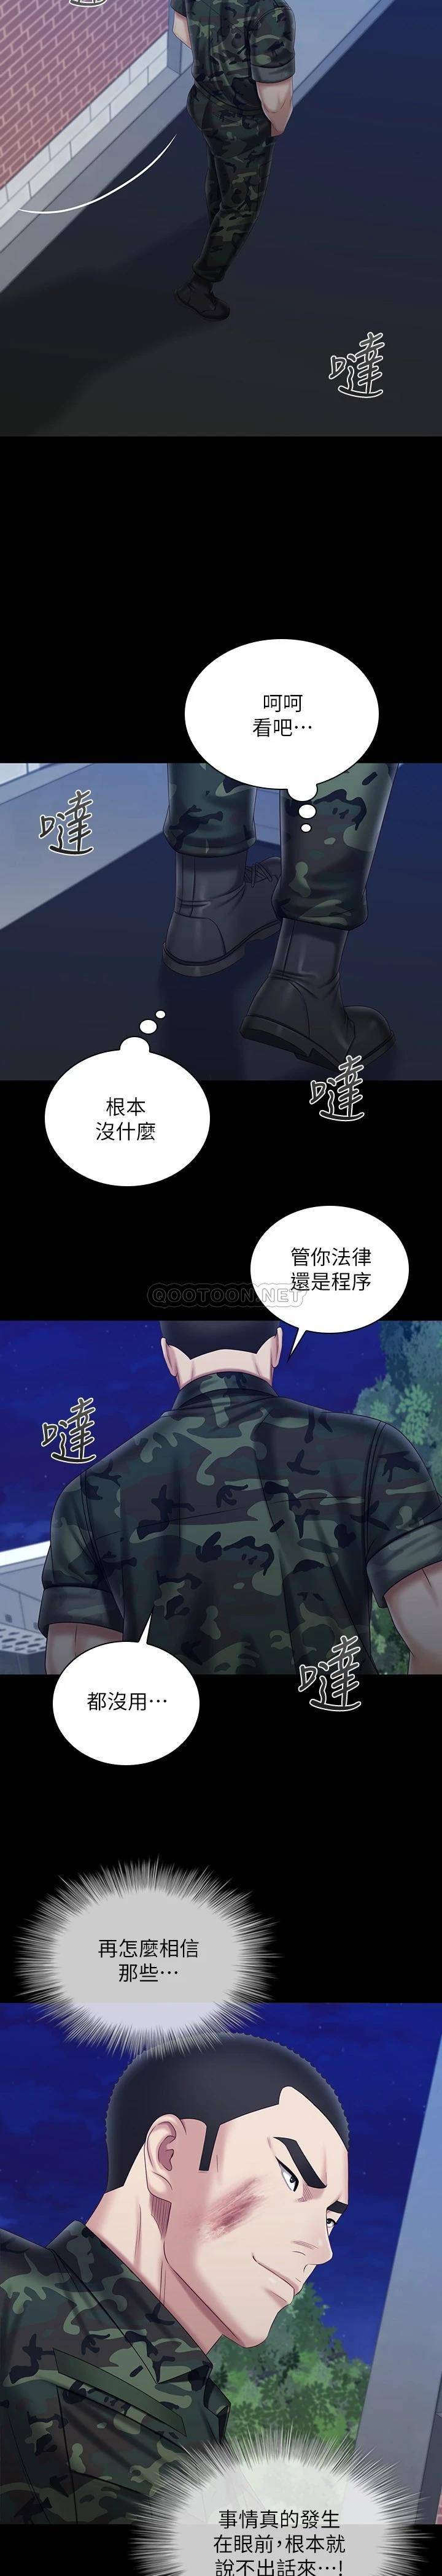 噠
呵呵
看吧⋯
噠
噠
根本
沒什麼
管你法律
還是程序
QOOTOON.NET
噠
噠
都沒用⋯
再怎麼相信
那些⋯
事情真的發生
在眼前,根本就
說不出話來⋯!